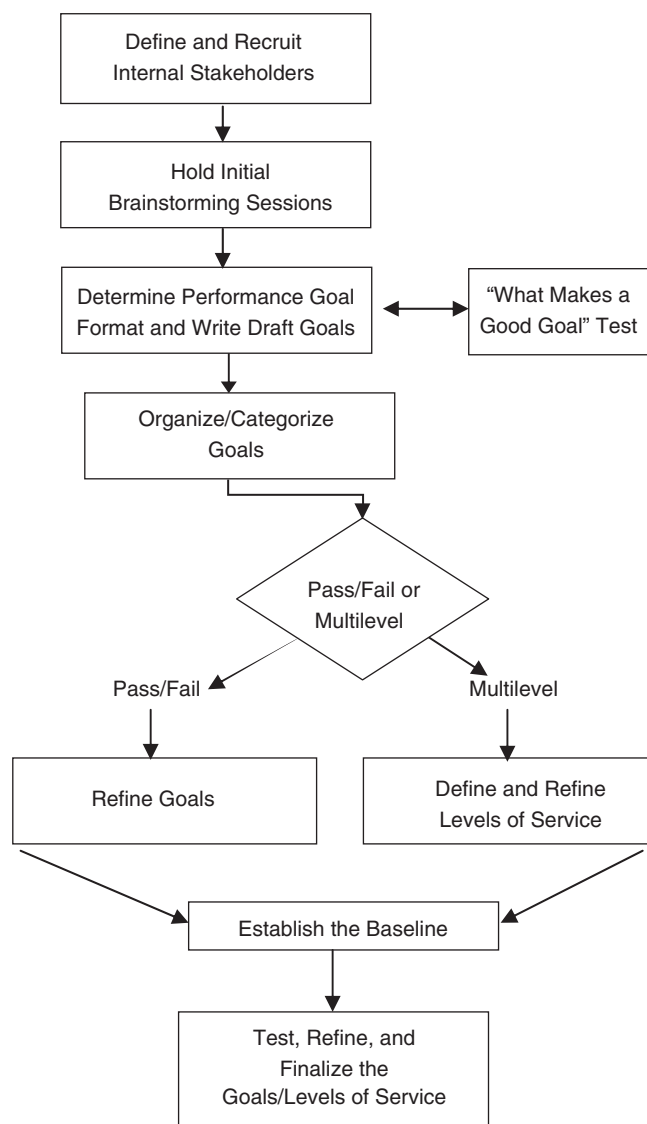 Define and Recruit
Internal Stakeholders
Hold Initial
Brainstorming Sessions
Determine Performance Goal
Format and Write Draft Goals
“What Makes a
Good Goal” Test
Organize/Categorize
Goals
Pass/Fail or
Multilevel
Pass/Fail
Multilevel
Refine Goals
Define and Refine
Levels of Service
Establish the Baseline
Test, Refine, and
Finalize the
Goals/Levels of Service